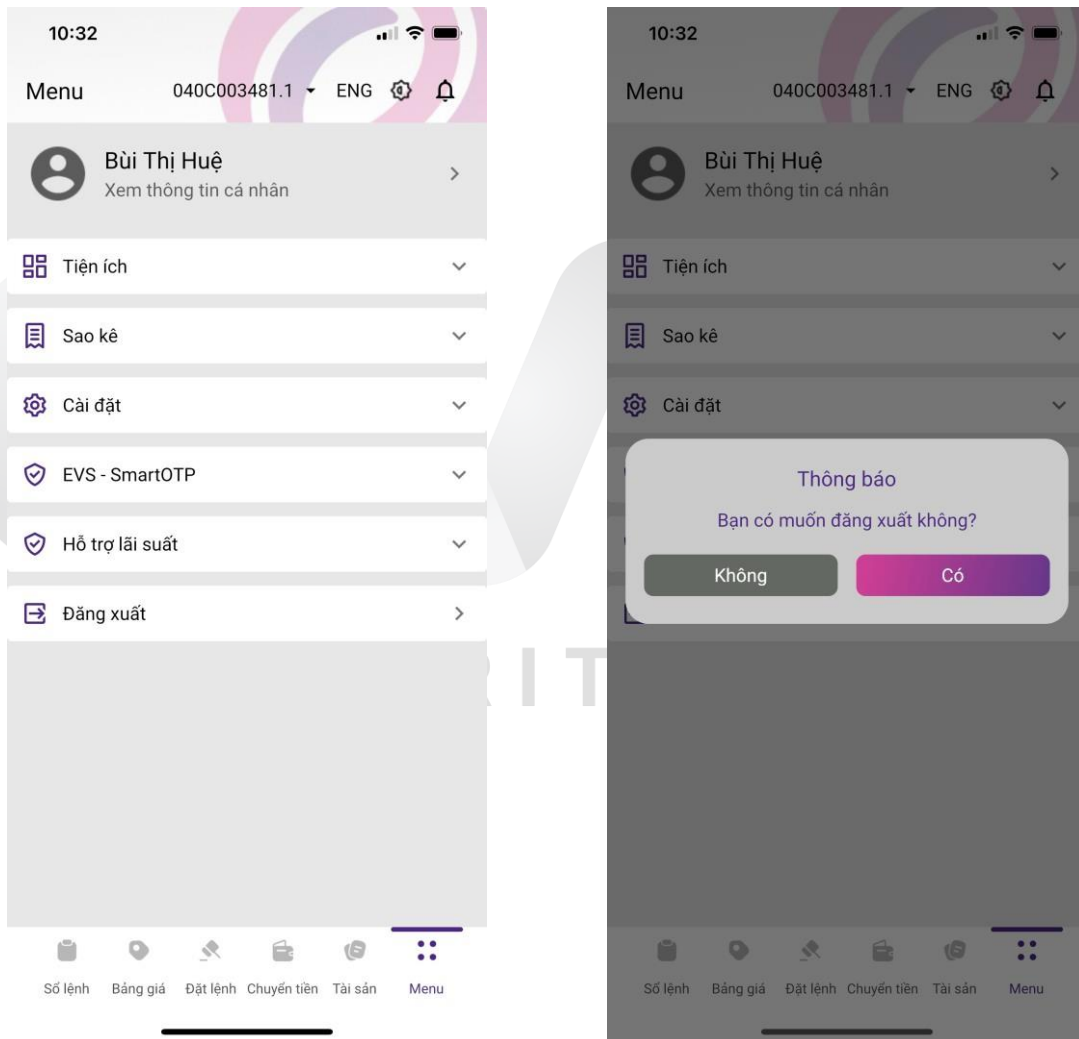 10:32
Menu 040C003481.1 ENG
Bùi Thị Huệ
Xem thông tin cá nhân
Tiện ích
Sao kê
Cài đặt
EVS - SmartOTP
Hỗ trợ lãi suất
Đăng xuất
Sổ lệnh Bảng giá Đặt lệnh Chuyển tiền Tài sản Menu
10:32
Menu 040C003481.1 ENG
Bùi Thị Huệ
Xem thông tin cá nhân
Tiện ích
Sao kê
Cài đặt
Thông báo
Bạn có muốn đăng xuất không?
Không Có
Sổ lệnh Bảng giá Đặt lệnh Chuyển tiền Tài sản Menu